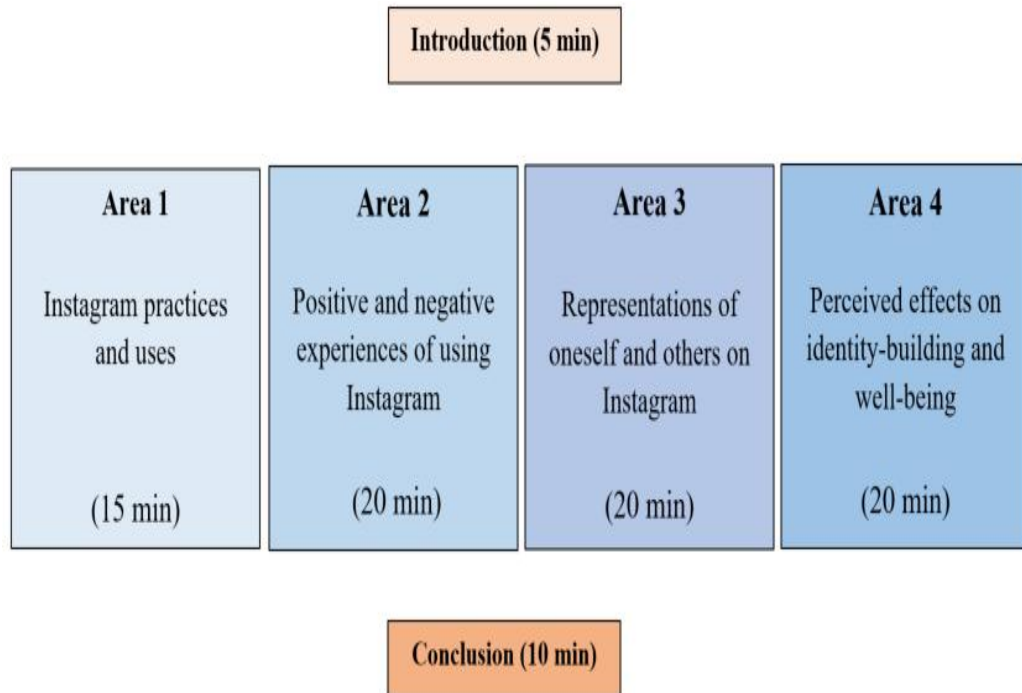 Introduction (5 min)
Area 1
Instagram practices
and uses
(15 min)
Area 2
Positive and negative
experiences of using
Instagram
(20 min)
Area 3
Representations of
oneself and others on
Instagram
(20 min)
Area 4
Perceived effects on
identity-building and
well-being
(20 min)
Conclusion (10 min)